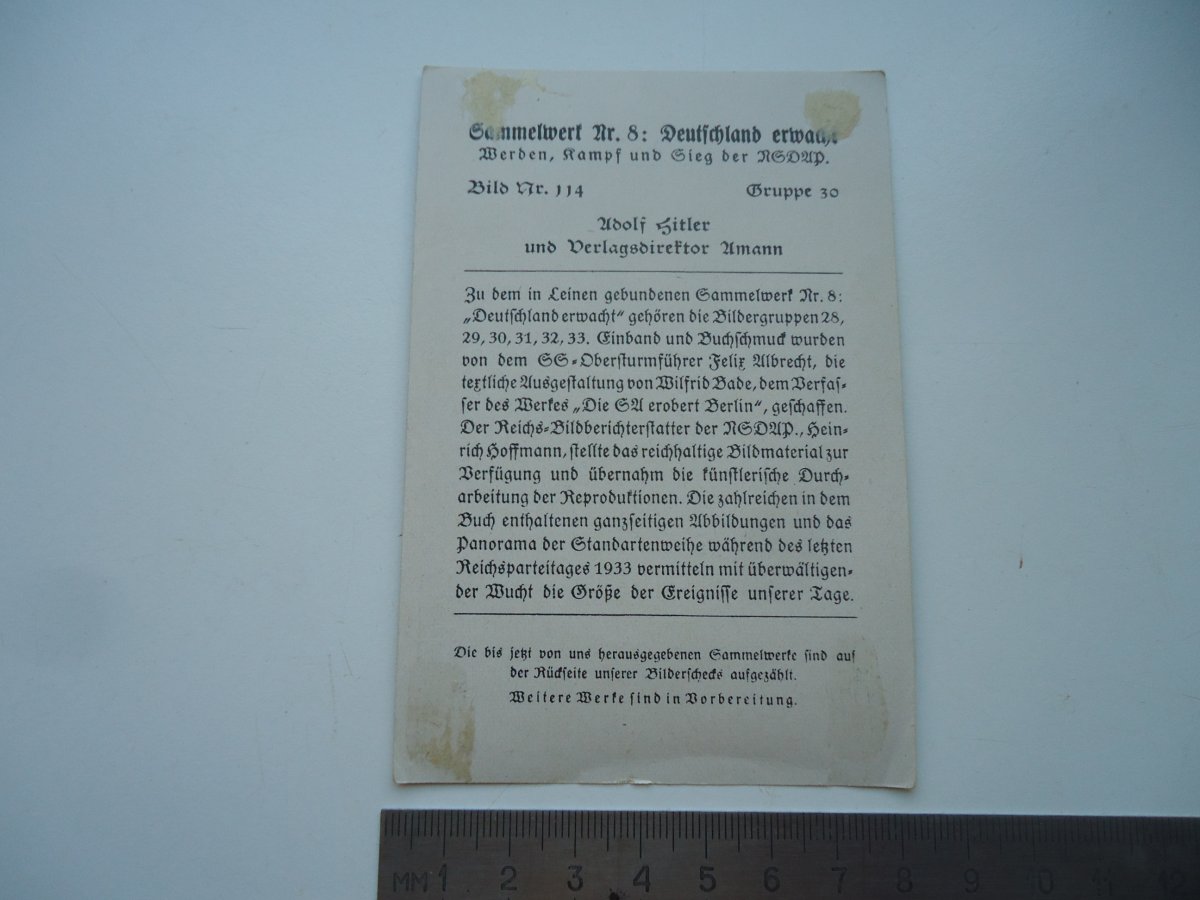 Sammelwerk Nr. 8: Deutschland erwacht
Werden, Kampf und Sieg der NSDAP.
Bild Nr. 114 Gruppe 30
Adolf Hitler
und Verlagsdirektor Amann
Zu dem in Leinen gebundenen Sammelwerk Nr. 8:
„Deutschland erwacht“ gehören die Bildergruppen 28,
29, 30, 31, 32, 33. Einband und Buchschmuck wurden
von dem SS-Obersturmführer Felix Albrecht, die
textliche Ausgestaltung von Wilfrid Bade, dem Verfas-
ser des Werkes „Die SA erobert Berlin“, geschaffen.
Der Reichs-Bildberichterstatter der NSDAP., Hein-
rich Hoffmann, stellte das reichhaltige Bildmaterial zur
Verfügung und übernahm die künstlerische Durch-
arbeitung der Reproduktionen. Die zahlreichen in dem
Buch enthaltenen ganzseitigen Abbildungen und das
Panorama der Standartenweihe während des letzten
Reichsparteitages 1933 vermitteln mit überwältigen-
der Wucht die Größe der Ereignisse unserer Tage.
Die bis jetzt von uns herausgegebenen Sammelwerke sind auf
der Rückseite unserer Bilderschecks aufgezählt.
Weitere Werke sind in Vorbereitung.
MM 1 2 3 4 5 6 7 8 9 10 11 12